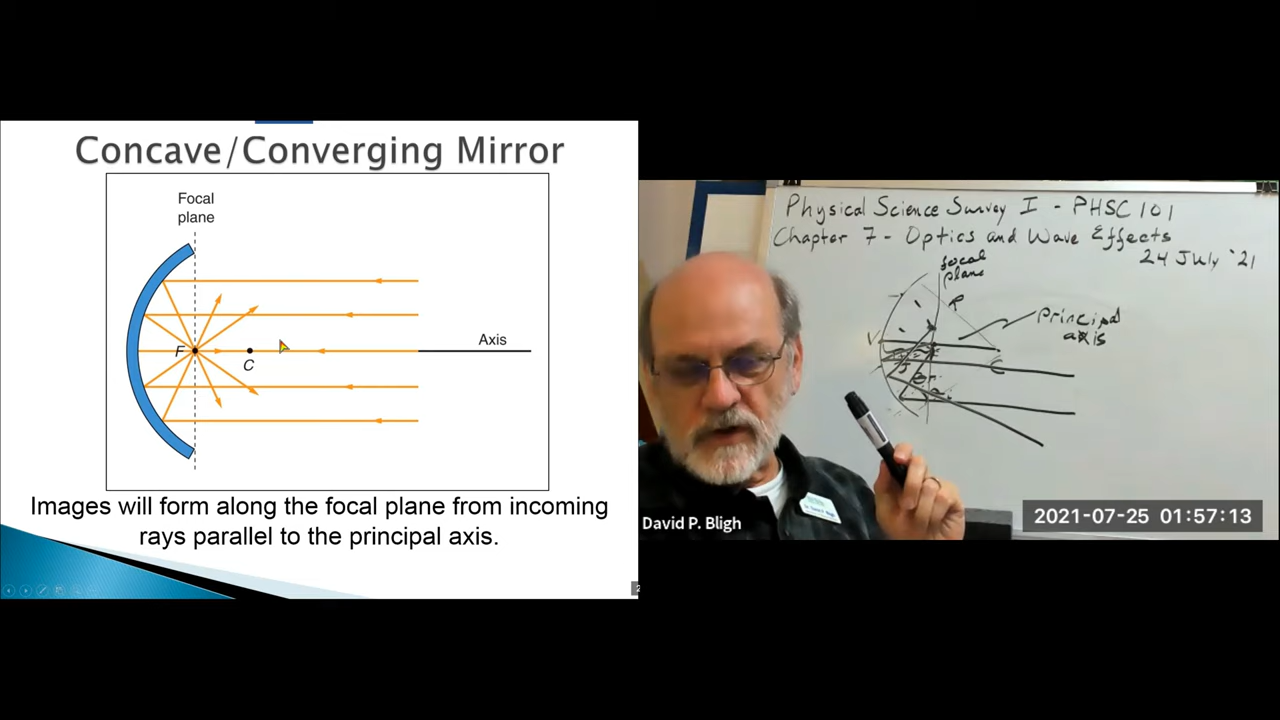 Concave/Converging Mirror
Focal
plane
F
C
Axis
Images will form along the focal plane from incoming
rays parallel to the principal axis.
Physical Science Survey I - PHSC 101
Chapter 7 - Optics and Wave Effects
24 July '21
focal
plane
R
Principal
axis
V
C
f
David P. Bligh
2021-07-25 01:57:13
2